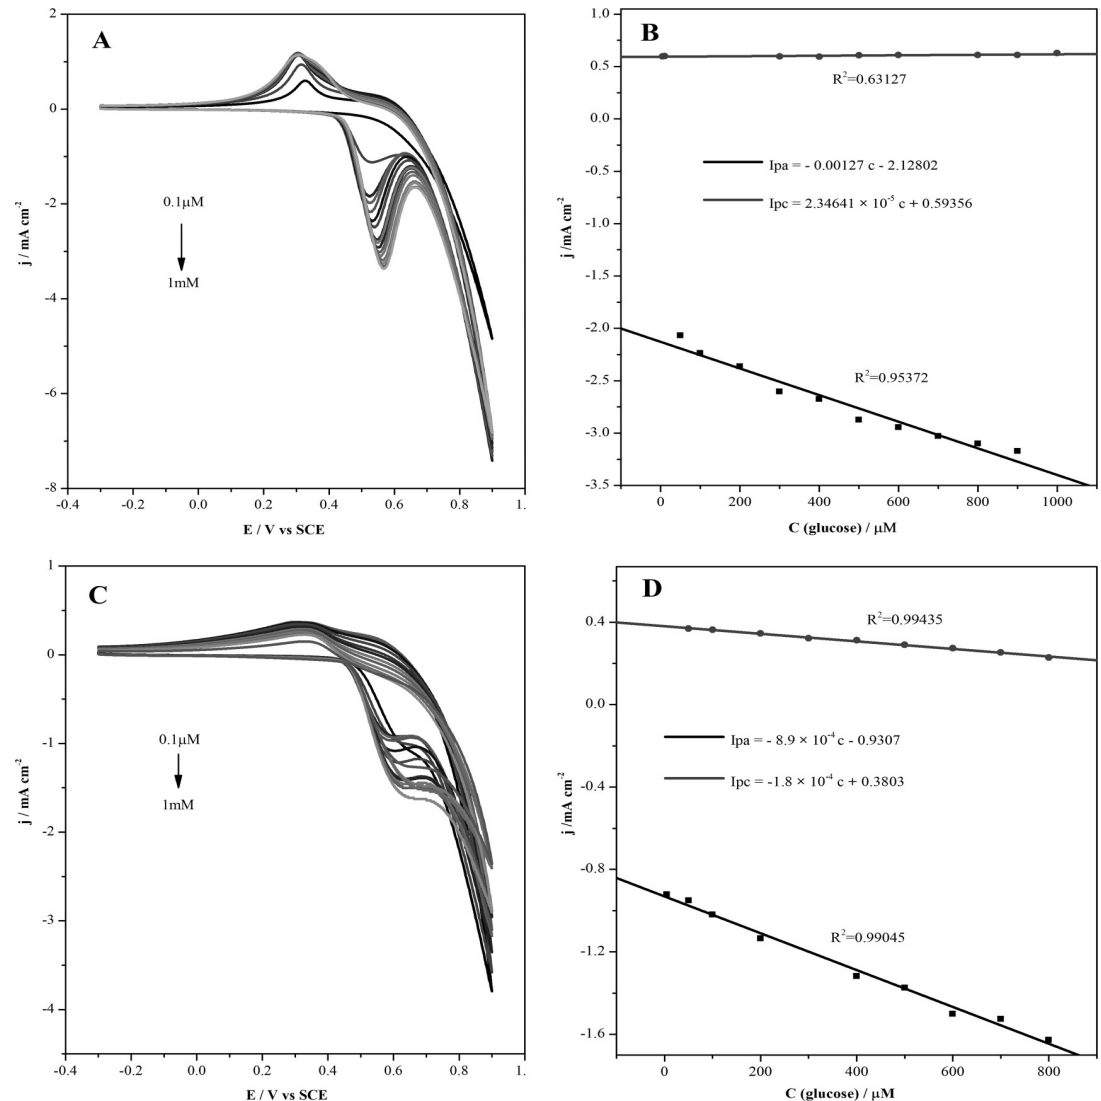 A
2
0
-2
-4
-6
-8
-0.4
-0.2
0.0
0.2
0.4
0.6
0.8
1.
j / mA cm-2
E / V vs SCE
0.1μM
1mM
B
1.0
0.5
0.0
-0.5
-1.0
-1.5
-2.0
-2.5
-3.0
-3.5
0
200
400
600
800
1000
j /mA cm-2
C (glucose) / μM
R2=0.63127
Ipa = - 0.00127 c - 2.12802
Ipc = 2.34641 × 10-5 c + 0.59356
R2=0.95372
C
1
0
-1
-2
-3
-4
-0.4
-0.2
0.0
0.2
0.4
0.6
0.8
1.
j / mA cm-2
E / V vs SCE
0.1μM
1mM
D
0.4
0.0
-0.4
-0.8
-1.2
-1.6
0
200
400
600
800
j /mA cm-2
C (glucose) / μM
R2=0.99435
Ipa = - 8.9 × 10-4 c - 0.9307
Ipc = -1.8 × 10-4 c + 0.3803
R2=0.99045